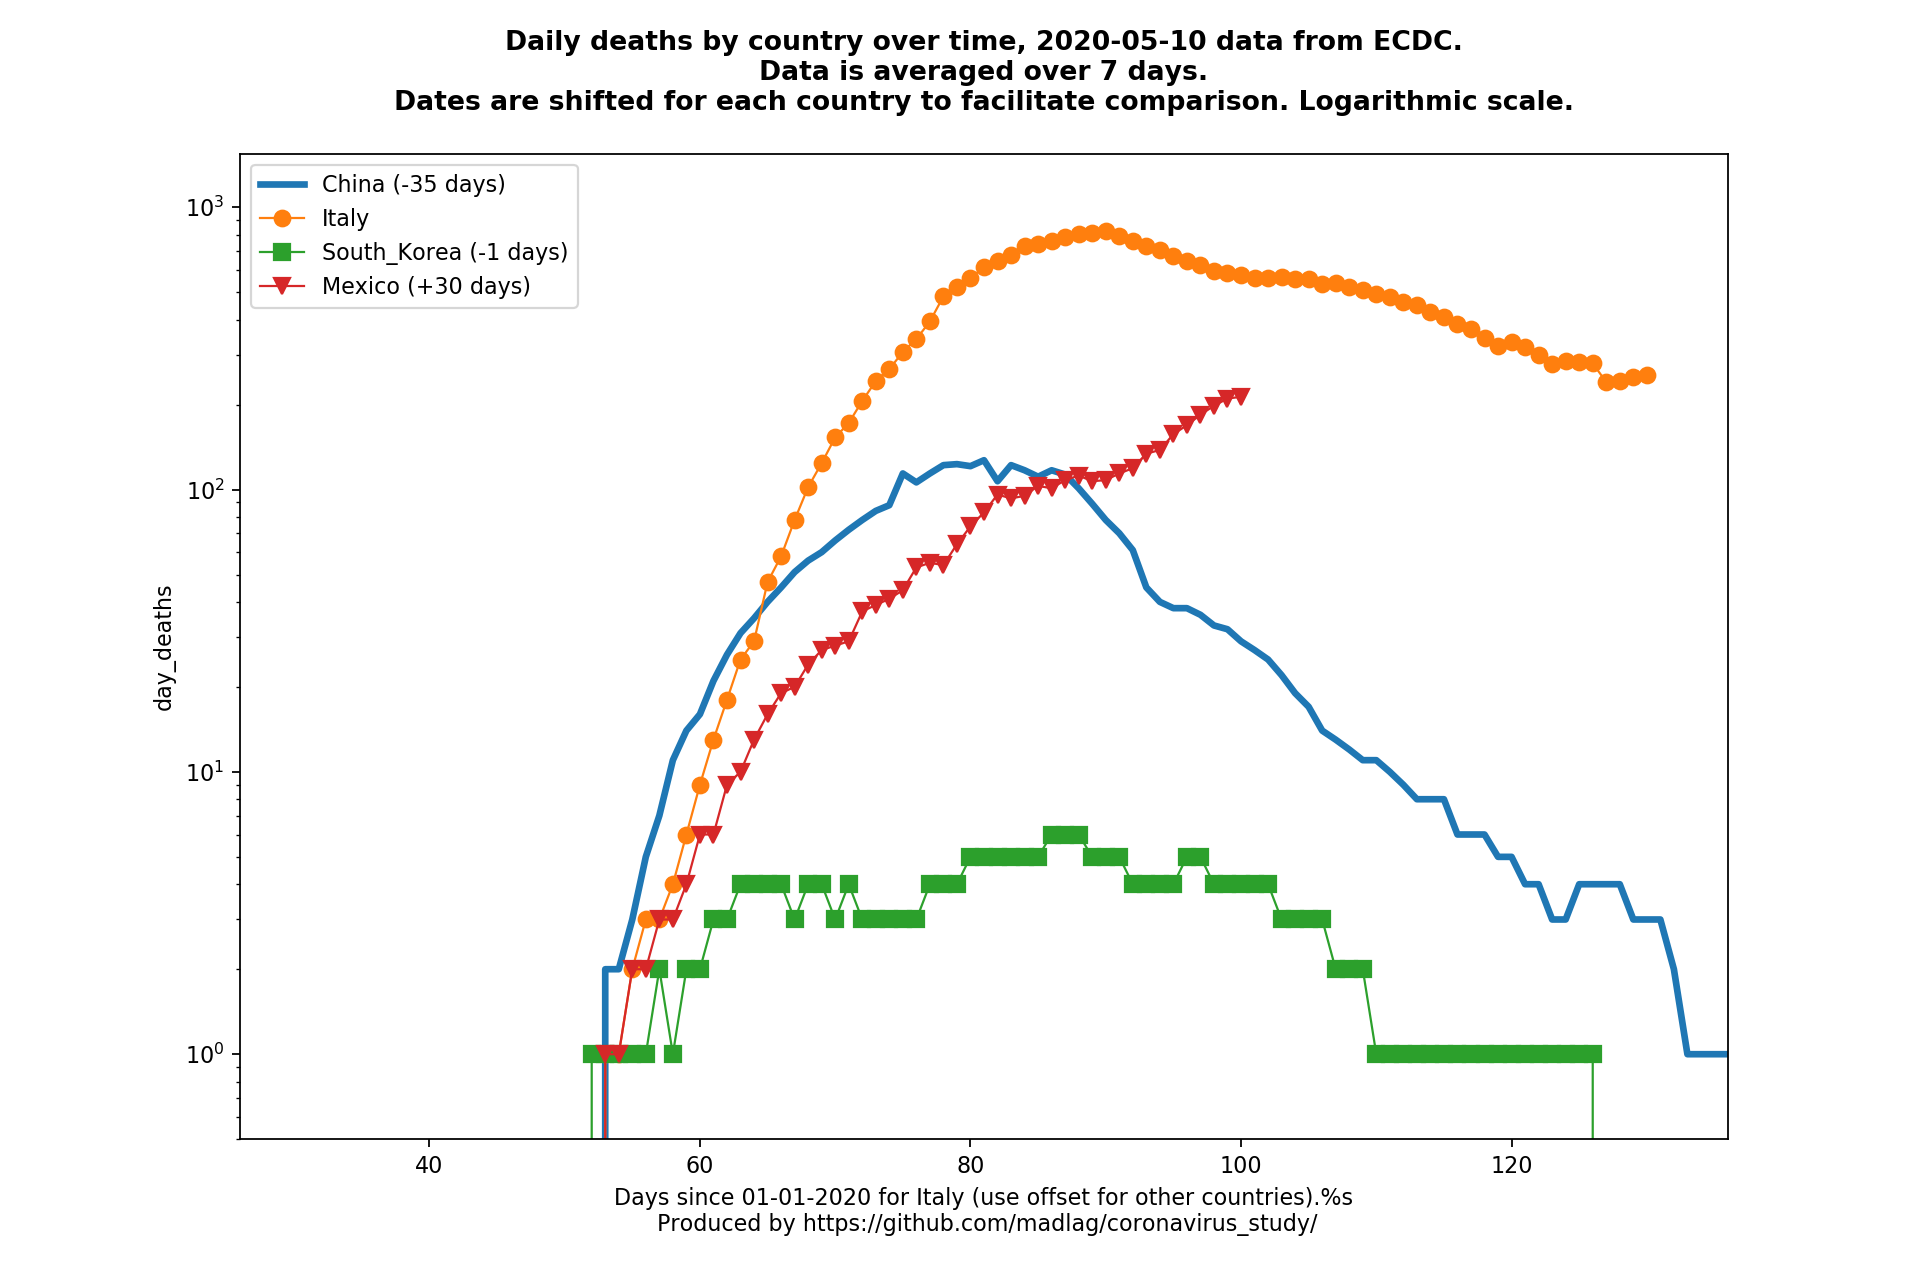 Daily deaths by country over time, 2020-05-10 data from ECDC.
Data is averaged over 7 days.
Dates are shifted for each country to facilitate comparison. Logarithmic scale.
China (-35 days)
Italy
South_Korea (-1 days)
Mexico (+30 days)
10³
10²
10¹
10⁰
day_deaths
40 60 80 100 120
Days since 01-01-2020 for Italy (use offset for other countries).%s
Produced by https://github.com/madlag/coronavirus_study/